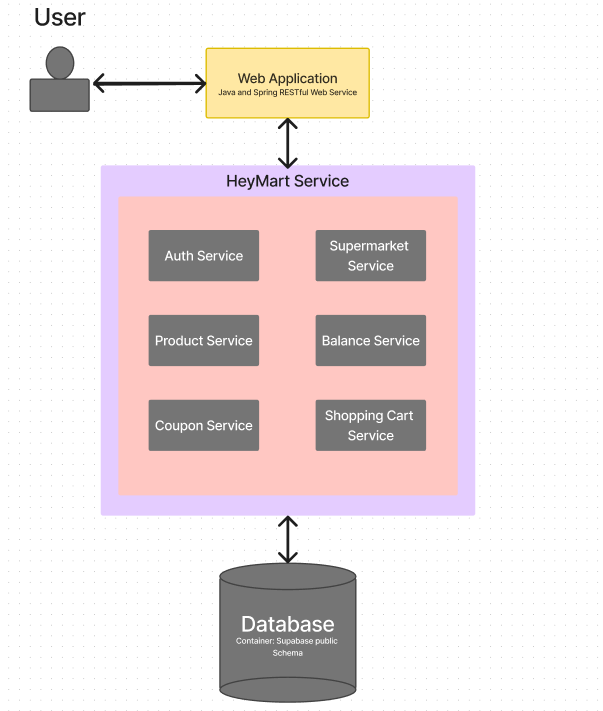 User
Web Application
Java and Spring RESTful Web Service
HeyMart Service
Auth Service
Supermarket
Service
Product Service
Balance Service
Coupon Service
Shopping Cart
Service
Database
Container: Supabase public
Schema